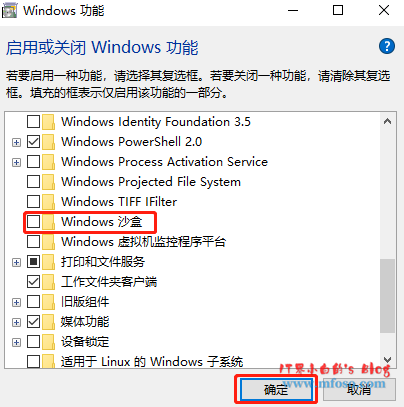 Windows 功能
启用或关闭 Windows 功能
?
若要启用一种功能，请选择其复选框。若要关闭一种功能，请清除其复选
框。填充的框表示仅启用该功能的一部分。
Windows Identity Foundation 3.5
Windows PowerShell 2.0
Windows Process Activation Service
Windows Projected File System
Windows TIFF IFilter
Windows 沙盒
Windows 虚拟机监控程序平台
打印和文件服务
工作文件夹客户端
旧版组件
媒体功能
设备锁定
适用于 Linux 的 Windows 子系统
IT界小白的's Blog
www.mfoso.com
确定
取消